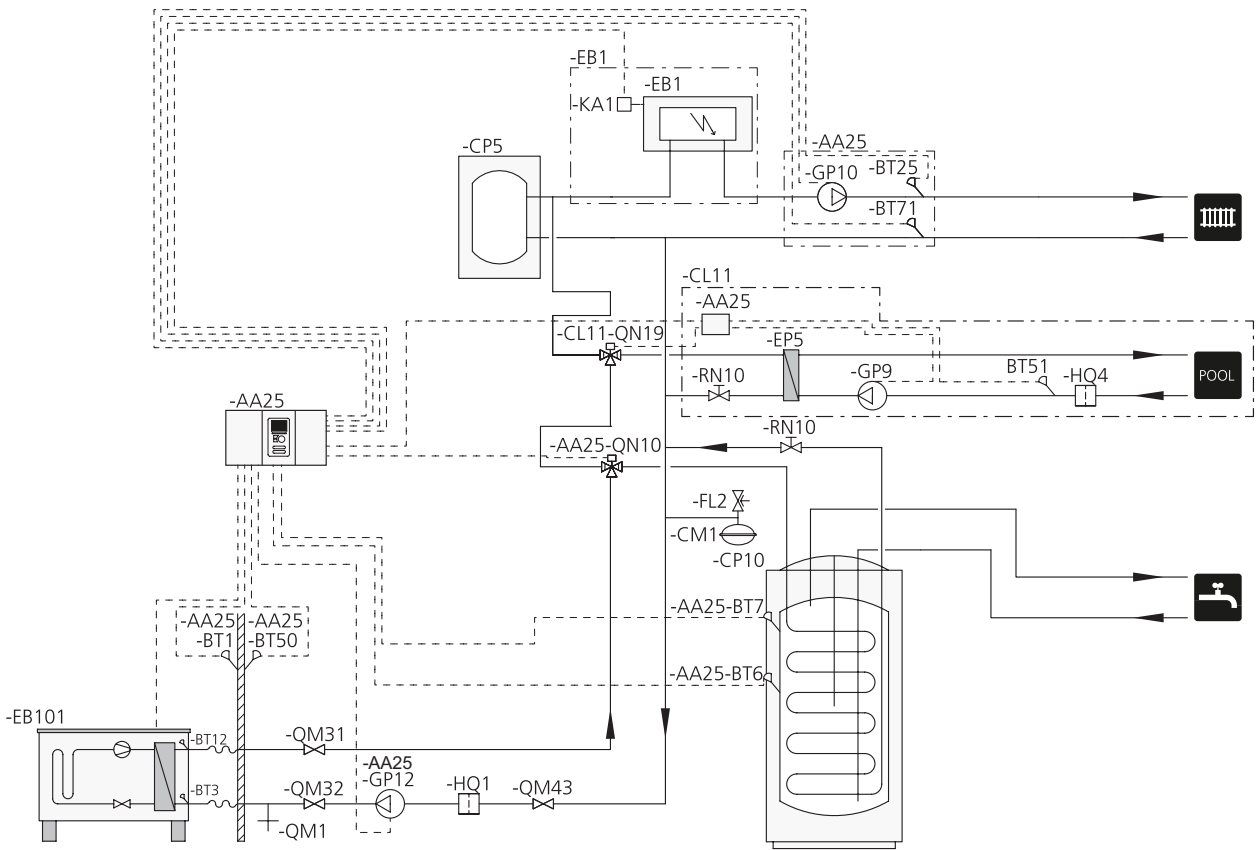 -EB1
-EB1
-KA1
-CP5
-AA25
-GP10
-BT25
-BT71
-CL11
-AA25
-CL11-QN19
-EP5
-RN10
-GP9
BT51
-HQ4
POOL
-AA25
-RN10
-AA25-QN10
-FL2
-CM1
-CP10
-AA25-BT7
-AA25
-AA25
-BT1
-BT50
-AA25-BT6
-EB101
-BT12
-QM31
-AA25
-GP12
-BT3
-QM32
-HQ1
-QM43
-QM1